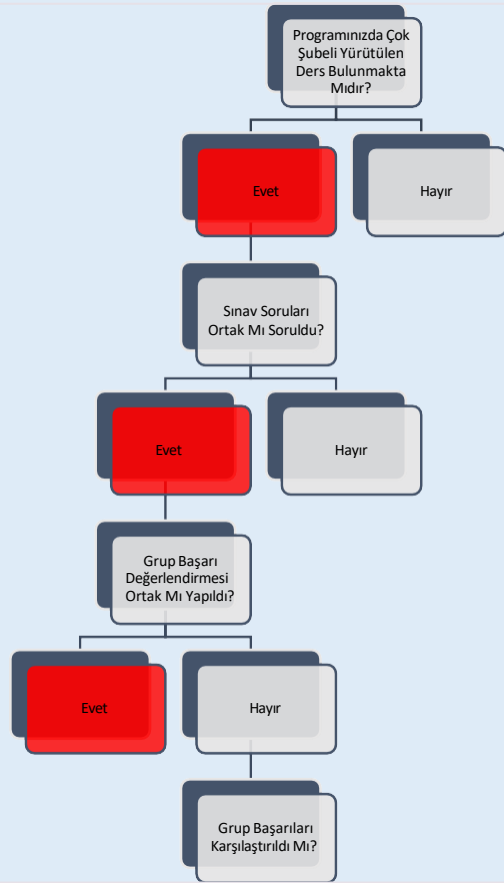 Programınızda Çok
Şubeli Yürütülen
Ders Bulunmakta
Mıdır?
Evet
Hayır
Sınav Soruları
Ortak Mı Soruldu?
Evet
Hayır
Grup Başarı
Değerlendirmesi
Ortak Mı Yapıldı?
Evet
Hayır
Grup Başarıları
Karşılaştırıldı Mı?